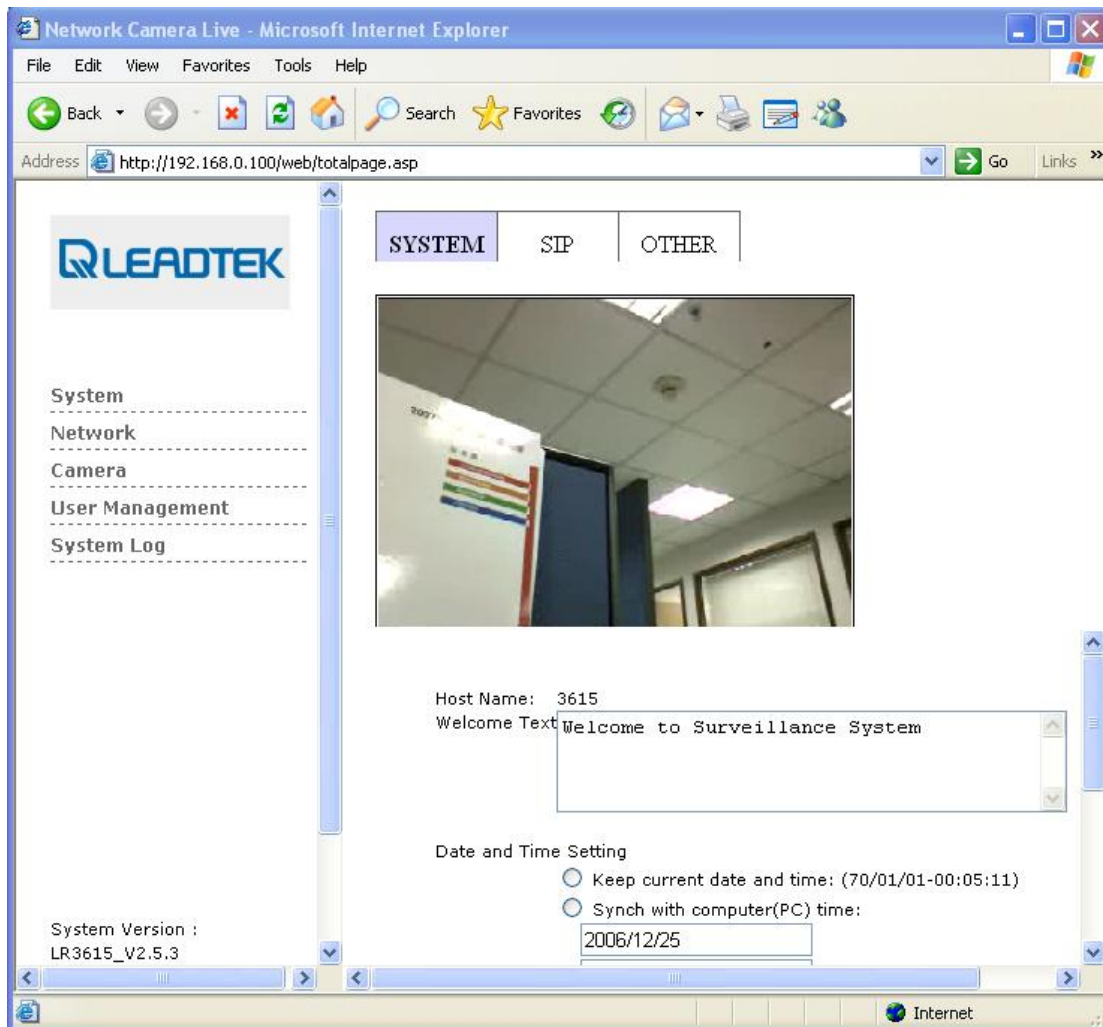 Network Camera Live - Microsoft Internet Explorer
File Edit View Favorites Tools Help
Back Search Favorites
Address http://192.168.0.100/web/totalpage.asp Go Links »
LEADTEK
SYSTEM SIP OTHER
System
Network
Camera
User Management
System Log
System Version :
LR3615_V2.5.3
2007
Host Name: 3615
Welcome Text
Welcome to Surveillance System
Date and Time Setting
Keep current date and time: (70/01/01-00:05:11)
Synch with computer(PC) time:
2006/12/25
Internet